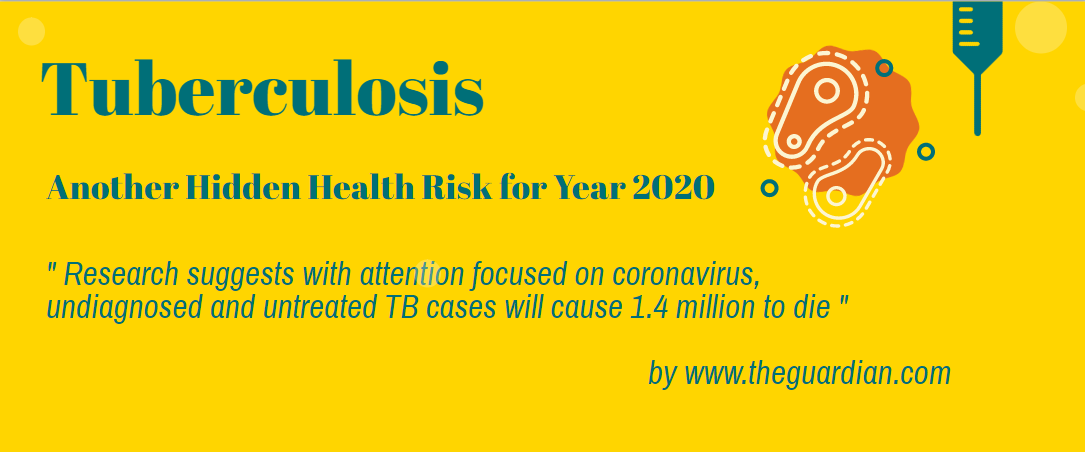 Tuberculosis
Another Hidden Health Risk for Year 2020
" Research suggests with attention focused on coronavirus,
undiagnosed and untreated TB cases will cause 1.4 million to die "
by www.theguardian.com